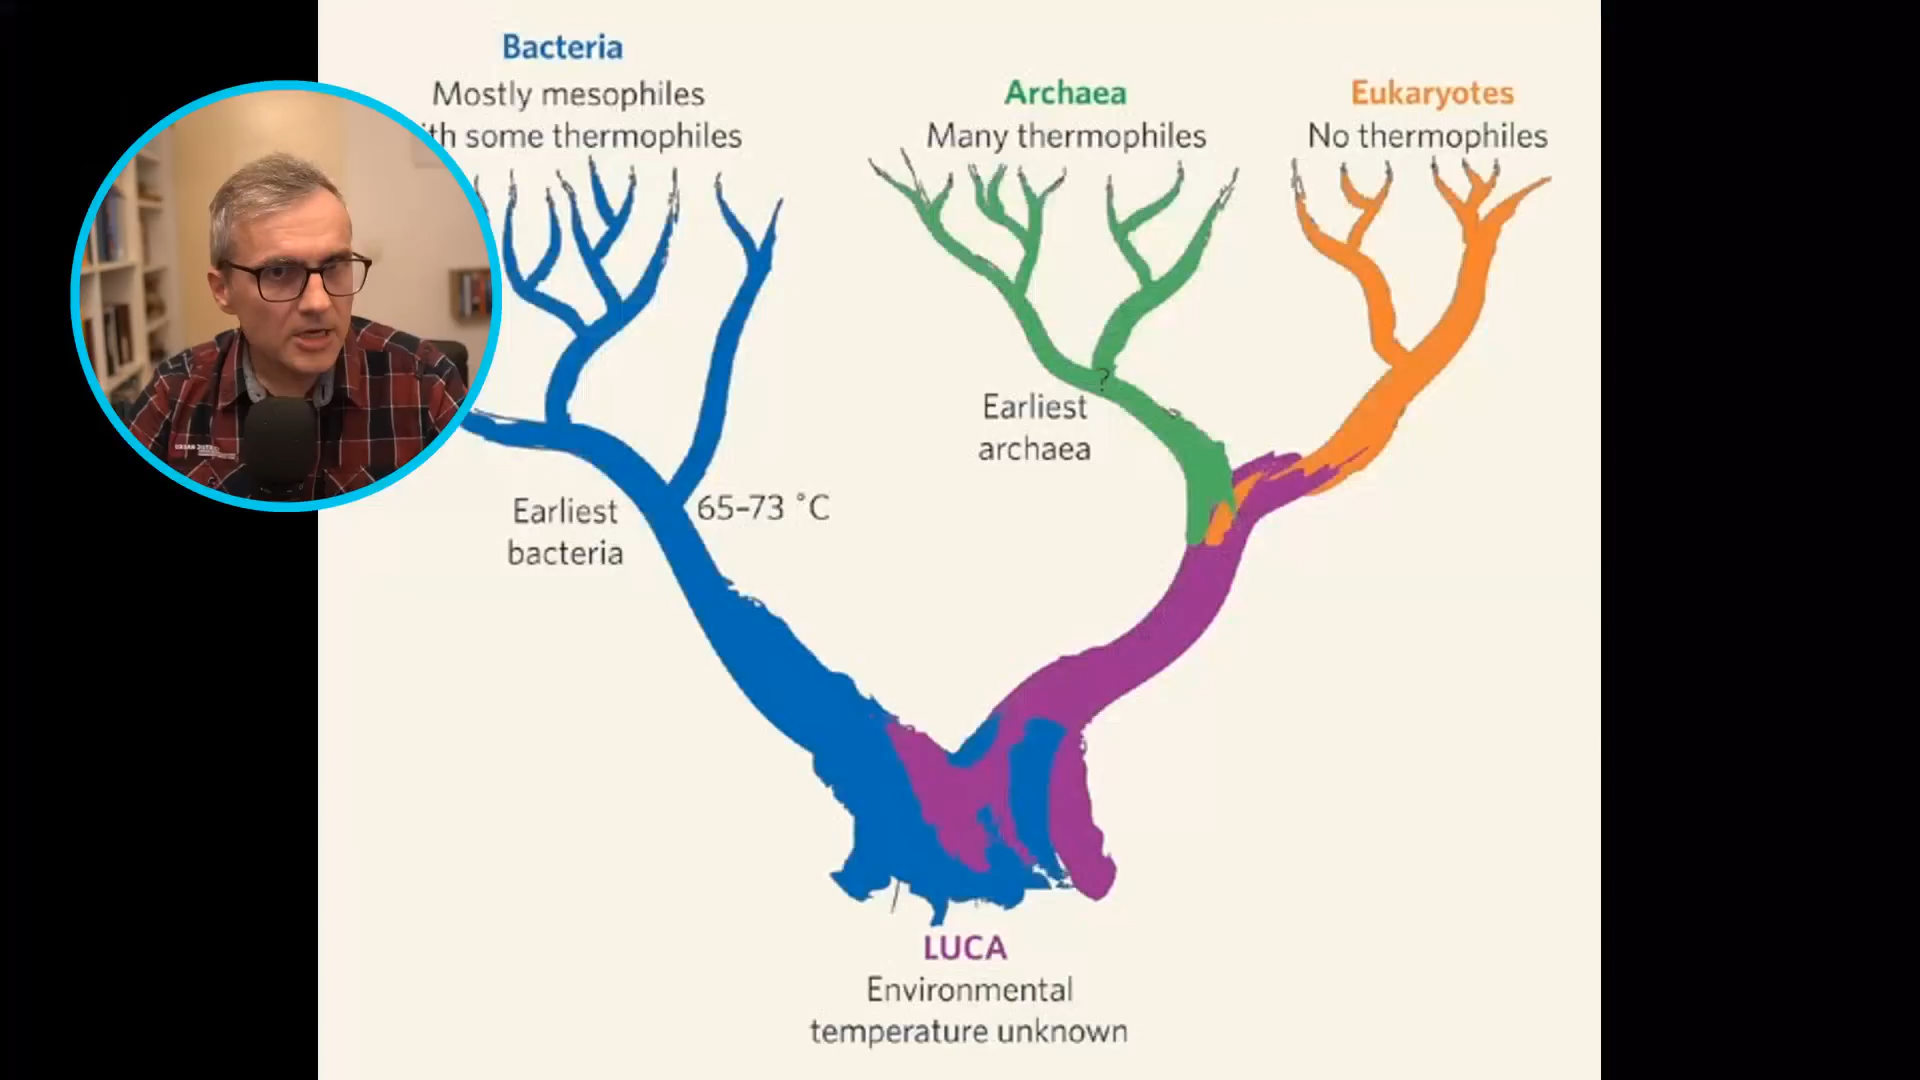 Bacteria
Mostly mesophiles
some thermophiles
Archaea
Many thermophiles
Eukaryotes
No thermophiles
?
Earliest
archaea
Earliest
bacteria
65–73 °C
LUCA
Environmental
temperature unknown